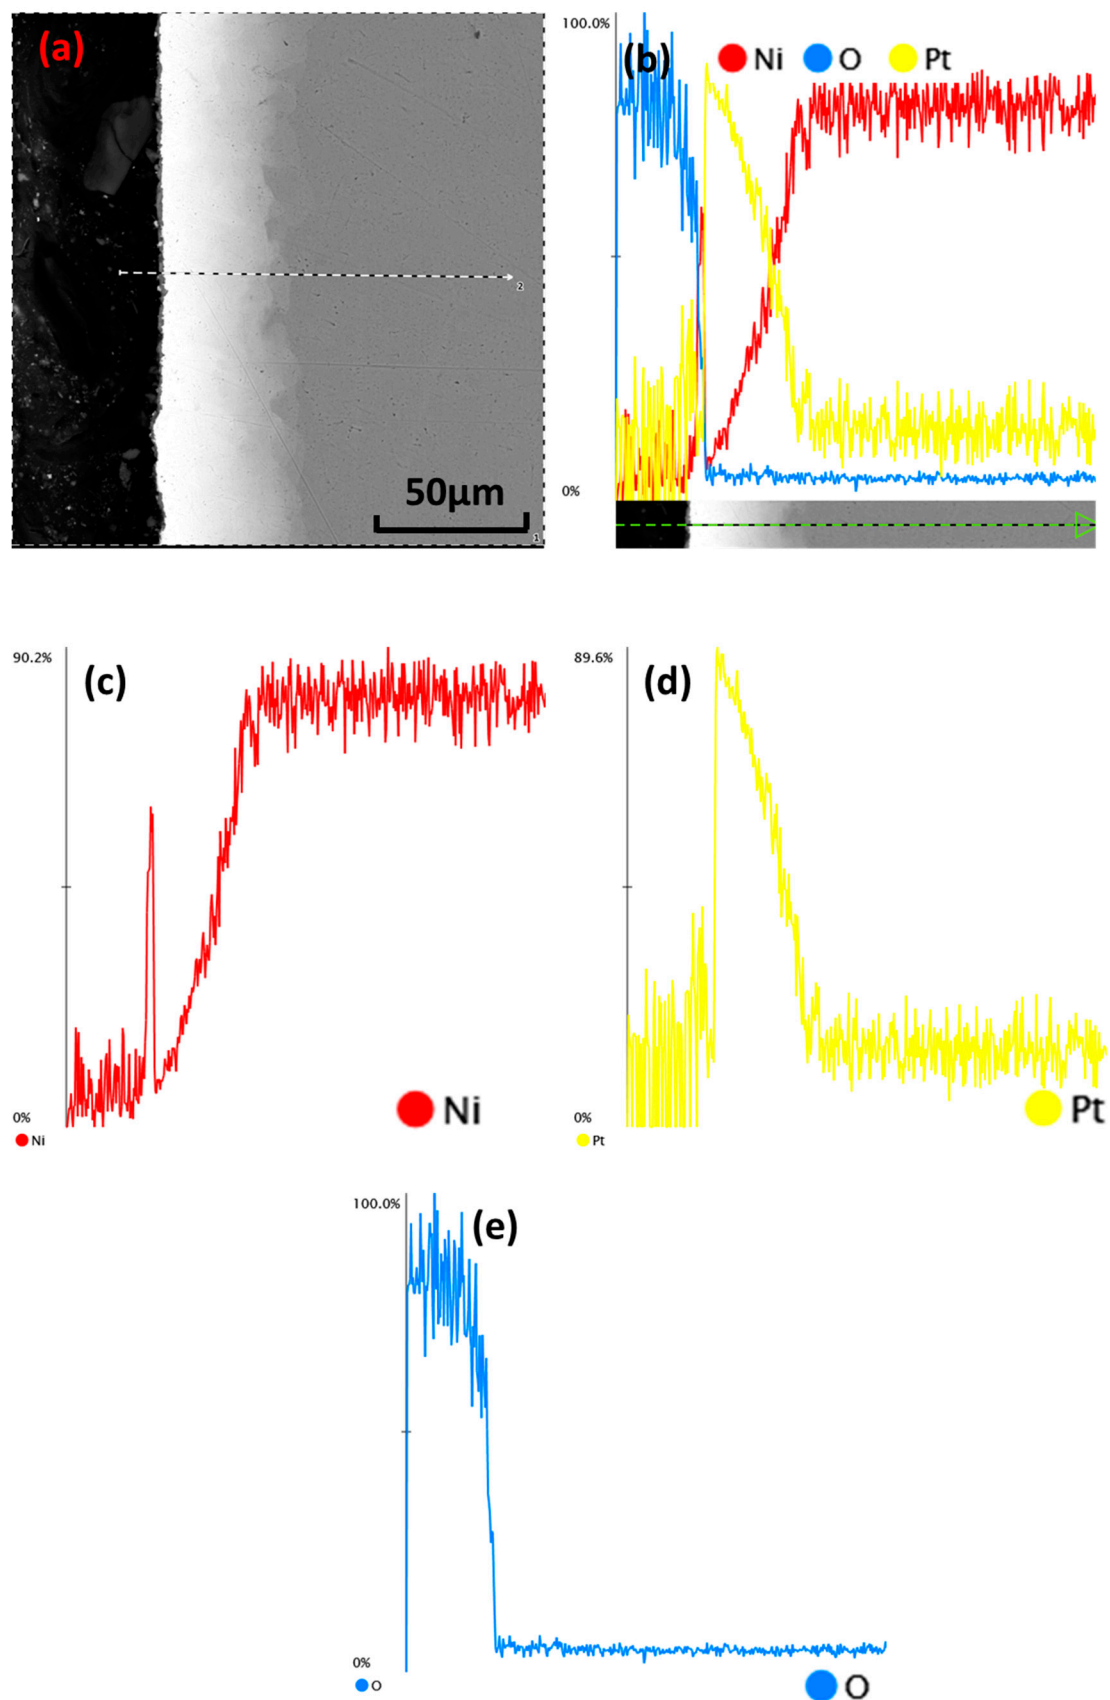 (a)
2
50μm
1
100.0%
(b)
Ni
O
Pt
0%
90.2%
(c)
0%
Ni
Ni
89.6%
(d)
0%
Pt
Pt
100.0%
(e)
0%
O
O